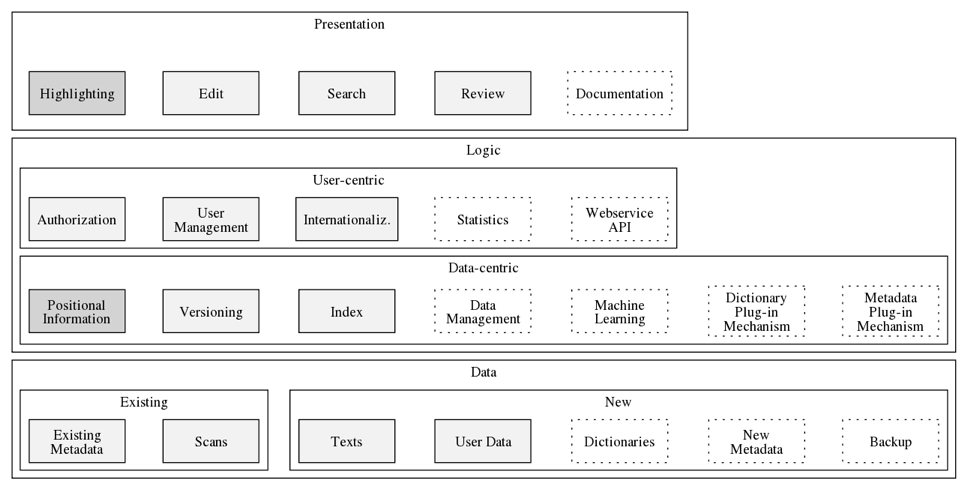 Presentation
Highlighting
Edit
Search
Review
Documentation
Logic
User-centric
Authorization
User
Management
Internationaliz.
Statistics
Webservice
API
Data-centric
Positional
Information
Versioning
Index
Data
Management
Machine
Learning
Dictionary
Plug-in
Mechanism
Metadata
Plug-in
Mechanism
Data
Existing
Existing
Metadata
Scans
New
Texts
User Data
Dictionaries
New
Metadata
Backup